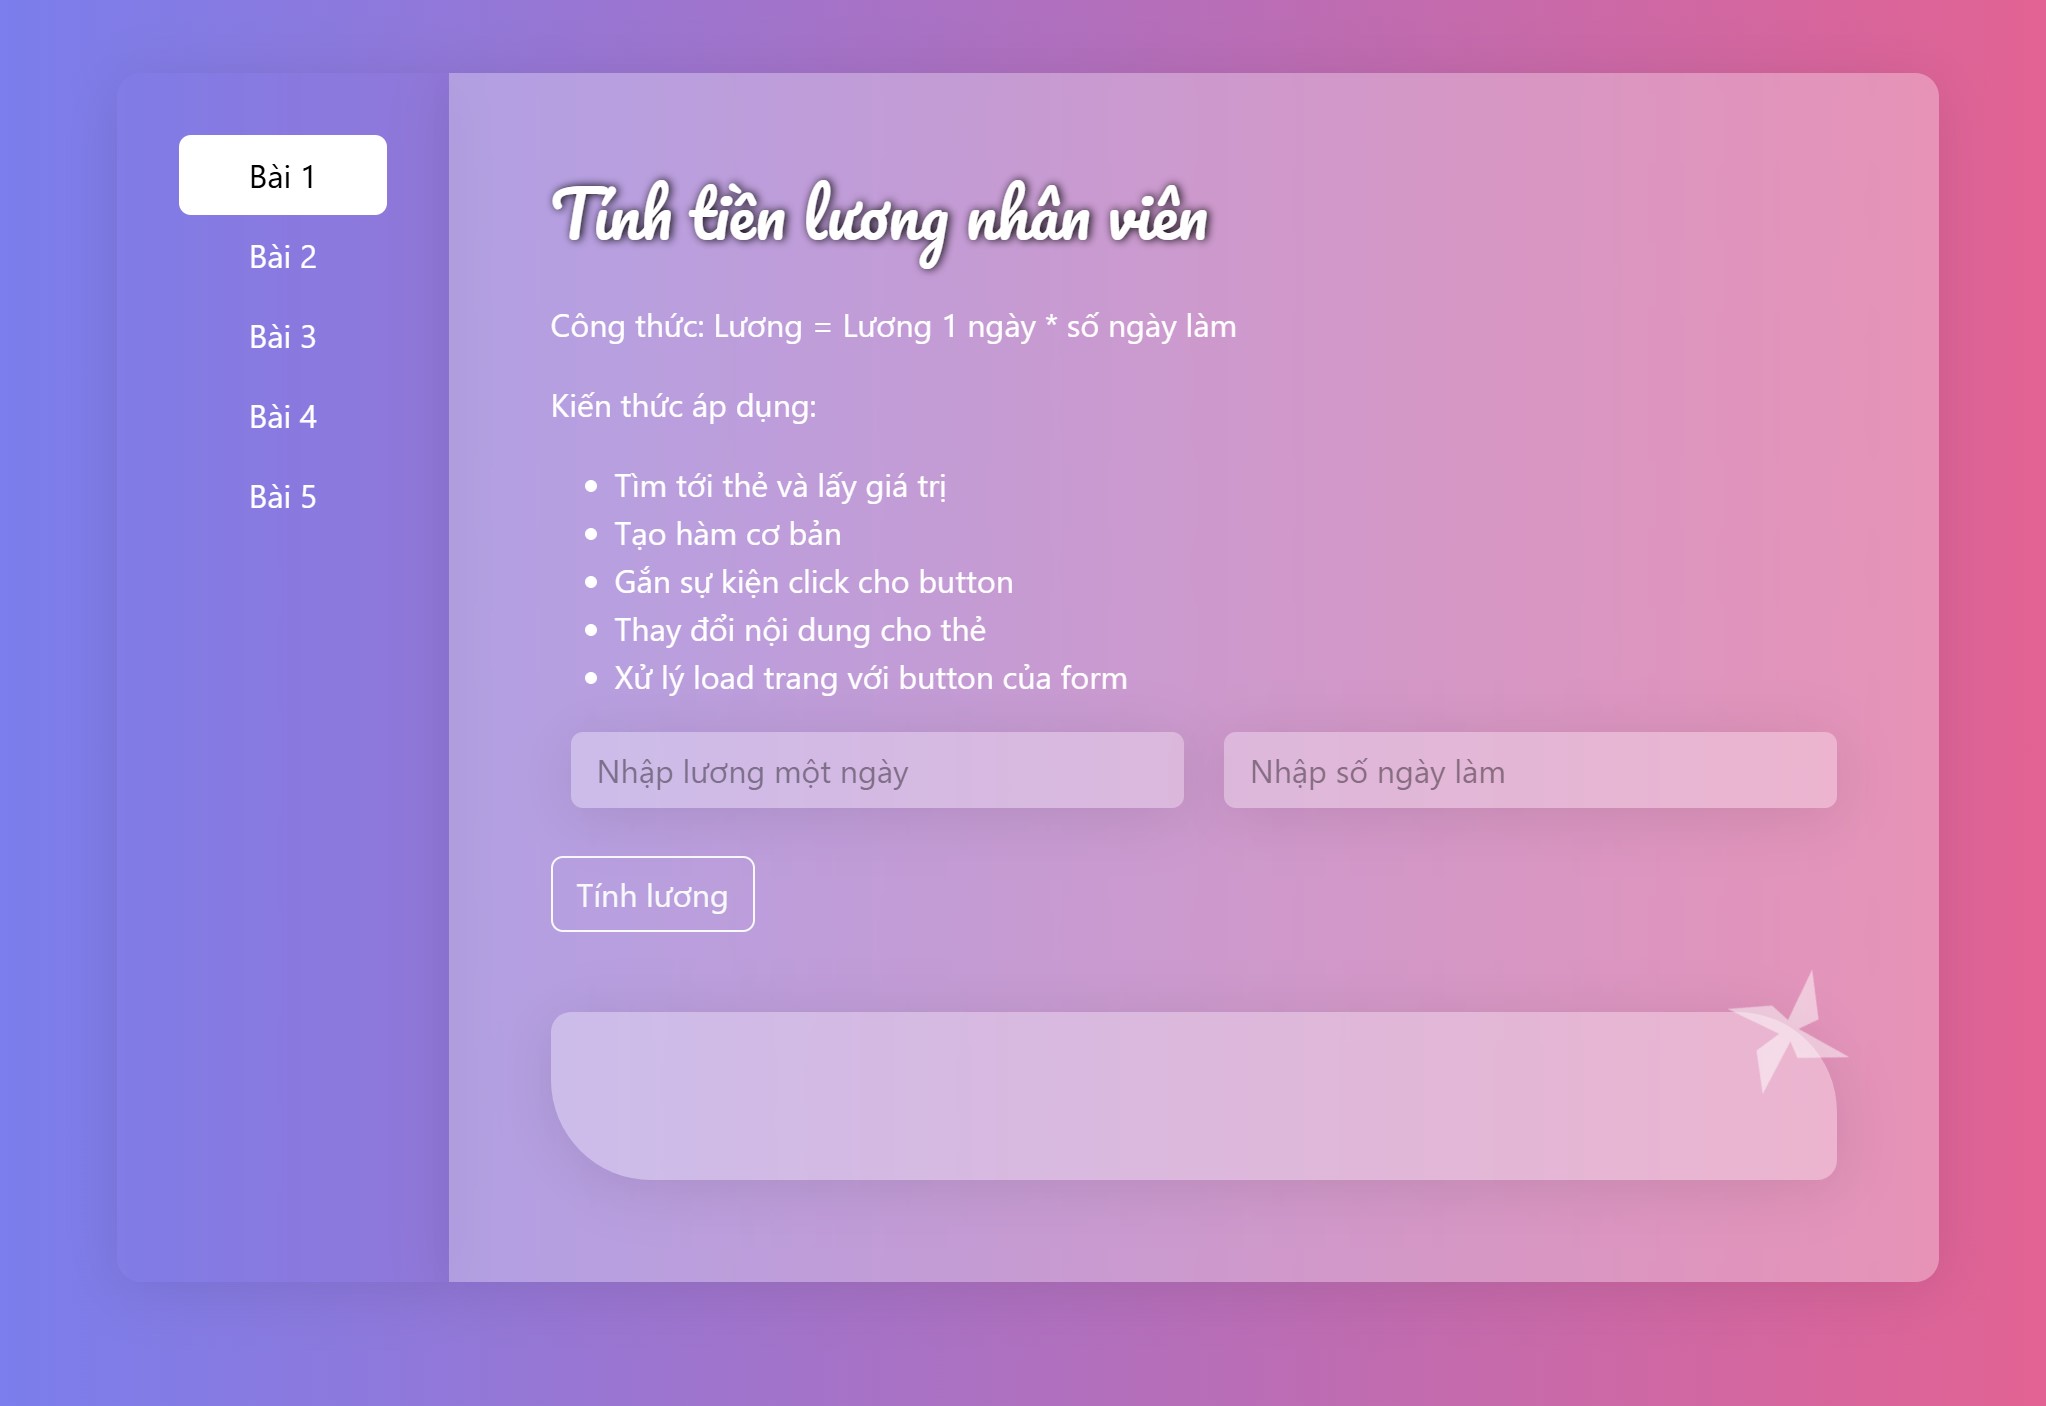 Bài 1
Bài 2
Bài 3
Bài 4
Bài 5
Tính tiền lương nhân viên
Công thức: Lương = Lương 1 ngày * số ngày làm
Kiến thức áp dụng:
Tìm tới thẻ và lấy giá trị
Tạo hàm cơ bản
Gắn sự kiện click cho button
Thay đổi nội dung cho thẻ
Xử lý load trang với button của form
Nhập lương một ngày
Nhập số ngày làm
Tính lương